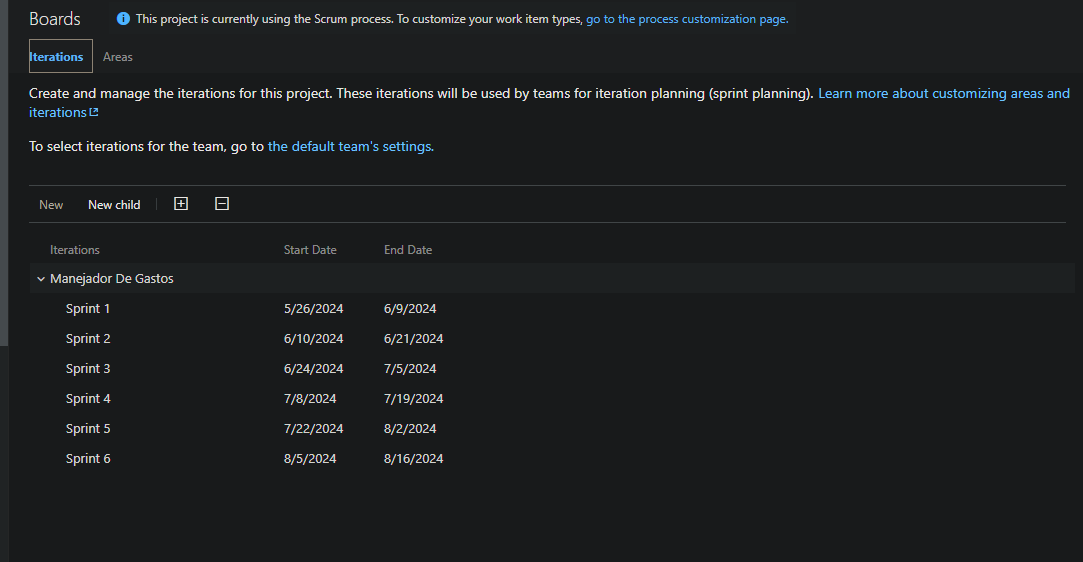 Boards
This project is currently using the Scrum process. To customize your work item types, go to the process customization page.
Iterations Areas
Create and manage the iterations for this project. These iterations will be used by teams for iteration planning (sprint planning). Learn more about customizing areas and
iterations
To select iterations for the team, go to the default team's settings.
New New child
Iterations Start Date End Date
Manejador De Gastos
Sprint 1 5/26/2024 6/9/2024
Sprint 2 6/10/2024 6/21/2024
Sprint 3 6/24/2024 7/5/2024
Sprint 4 7/8/2024 7/19/2024
Sprint 5 7/22/2024 8/2/2024
Sprint 6 8/5/2024 8/16/2024